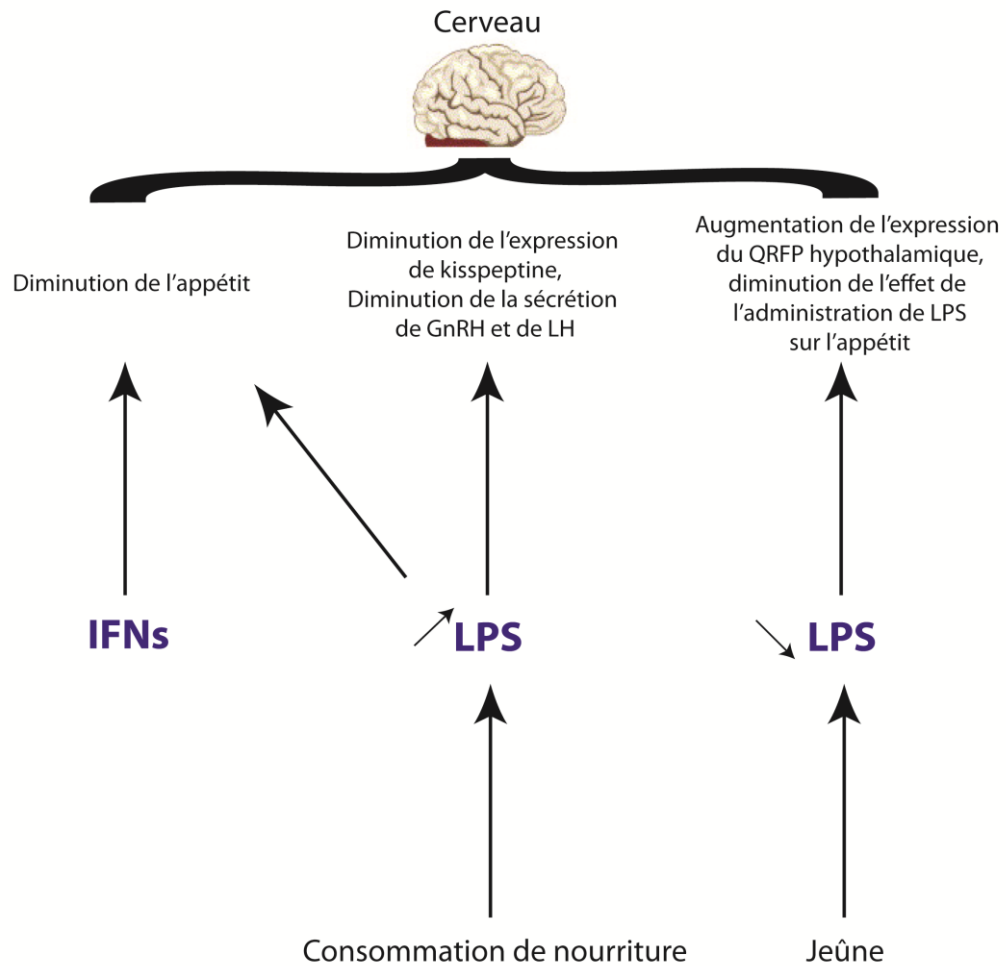 Cerveau
Diminution de l'appétit
Diminution de l'expression
de kisspeptine,
Diminution de la sécrétion
de GnRH et de LH
Augmentation de l'expression
du QRFP hypothalamique,
diminution de l'effet de
l'administration de LPS
sur l'appétit
IFNs
LPS
LPS
Consommation de nourriture
Jeûne